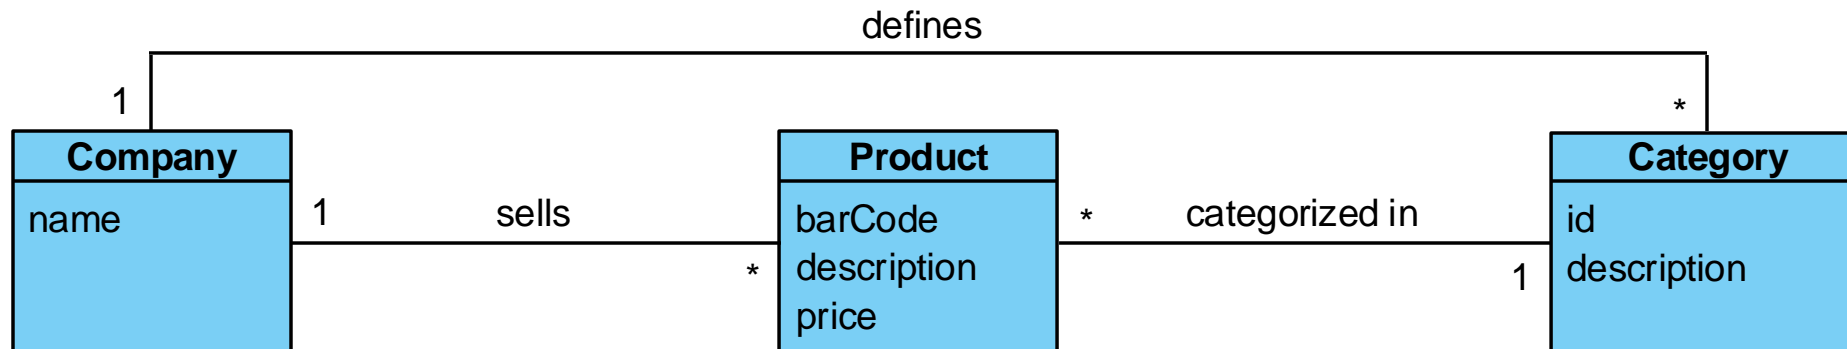 defines
1
*
Company
Product
Category
name
1
sells
*
barCode
description
price
*
categorized in
1
id
description